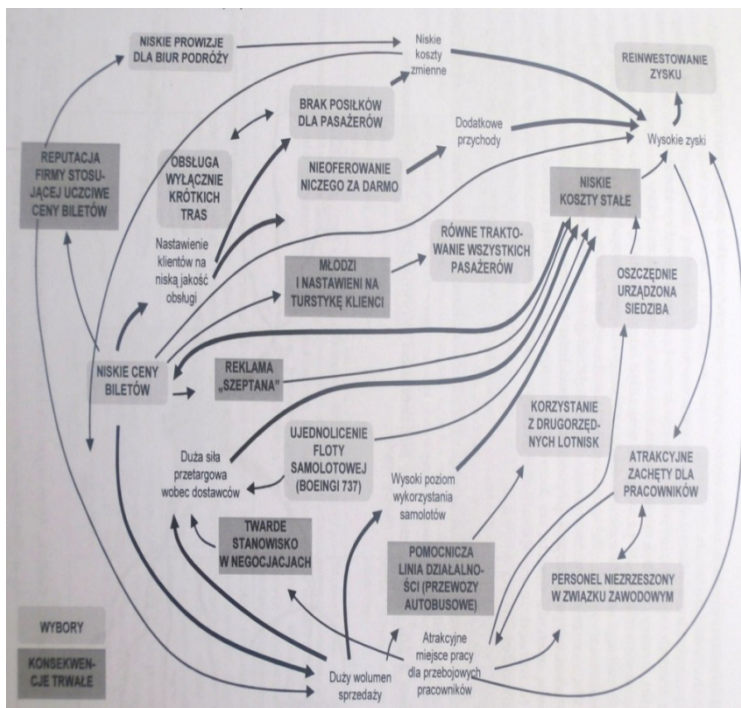 NISKIE PROWIZJE
DLA BIUR PODRÓŻY
Niskie
koszty
zmienne
REINWESTOWANIE
ZYSKU
BRAK POSIŁKÓW
DLA PASAŻERÓW
Dodatkowe
przychody
Wysokie zyski
REPUTACJA
FIRMY STOSU-
JĄCEJ UCZCIWE
CENY BILETÓW
OBSŁUGA
WYŁĄCZNIE
KRÓTKICH
TRAS
NIEOFEROWANIE
NICZEGO ZA DARMO
NISKIE
KOSZTY STAŁE
Nastawienie
klientów na
niską jakość
obsługi
RÓWNE TRAKTO-
WANIE WSZYSTKICH
PASAŻERÓW
MŁODZI
I NASTAWIENI NA
TURSTYKĘ KLIENCI
OSZCZĘDNIE
URZĄDZONA
SIEDZIBA
NISKIE CENY
BILETÓW
REKLAMA
„SZEPTANA”
KORZYSTANIE
Z DRUGORZĘD-
NYCH LOTNISK
Duża siła
przetargowa
wobec dostawców
UJEDNOLICENIE
FLOTY
SAMOLOTOWEJ
(BOEINGI 737)
Wysoki poziom
wykorzystania
samolotów
ATRAKCYJNE
ZACHĘTY DLA
PRACOWNIKÓW
TWARDE
STANOWISKO
W NEGOCJACJACH
POMOCNICZA
LINIA DZIAŁALNO-
ŚCI (PRZEWOZY
AUTOBUSOWE)
PERSONEL NIEZRZESZONY
W ZWIĄZKU ZAWODOWYM
WYBORY
KONSEKWEN-
CJE TRWAŁE
Duży wolumen
sprzedaży
Atrakcyjne
miejsce pracy
dla przebojowych
pracowników